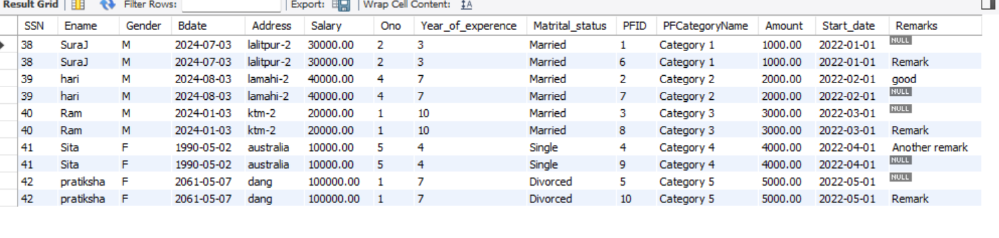 Result Grid Filter Rows: Export: Wrap Cell Content: IA
SSN Ename Gender Bdate Address Salary Ono Year_of_experence Matrital_status PFID PFCategoryName Amount Start_date Remarks
38 SuraJ M 2024-07-03 lalitpur-2 30000.00 2 3 Married 1 Category 1 1000.00 2022-01-01 NULL
38 SuraJ M 2024-07-03 lalitpur-2 30000.00 2 3 Married 6 Category 1 1000.00 2022-01-01 Remark
39 hari M 2024-08-03 lamahi-2 40000.00 4 7 Married 2 Category 2 2000.00 2022-02-01 good
39 hari M 2024-08-03 lamahi-2 40000.00 4 7 Married 7 Category 2 2000.00 2022-02-01 NULL
40 Ram M 2024-01-03 ktm-2 20000.00 1 10 Married 3 Category 3 3000.00 2022-03-01 NULL
40 Ram M 2024-01-03 ktm-2 20000.00 1 10 Married 8 Category 3 3000.00 2022-03-01 Remark
41 Sita F 1990-05-02 australia 10000.00 5 4 Single 4 Category 4 4000.00 2022-04-01 Another remark
41 Sita F 1990-05-02 australia 10000.00 5 4 Single 9 Category 4 4000.00 2022-04-01 NULL
42 pratiksha F 2061-05-07 dang 100000.00 1 7 Divorced 5 Category 5 5000.00 2022-05-01 NULL
42 pratiksha F 2061-05-07 dang 100000.00 1 7 Divorced 10 Category 5 5000.00 2022-05-01 Remark